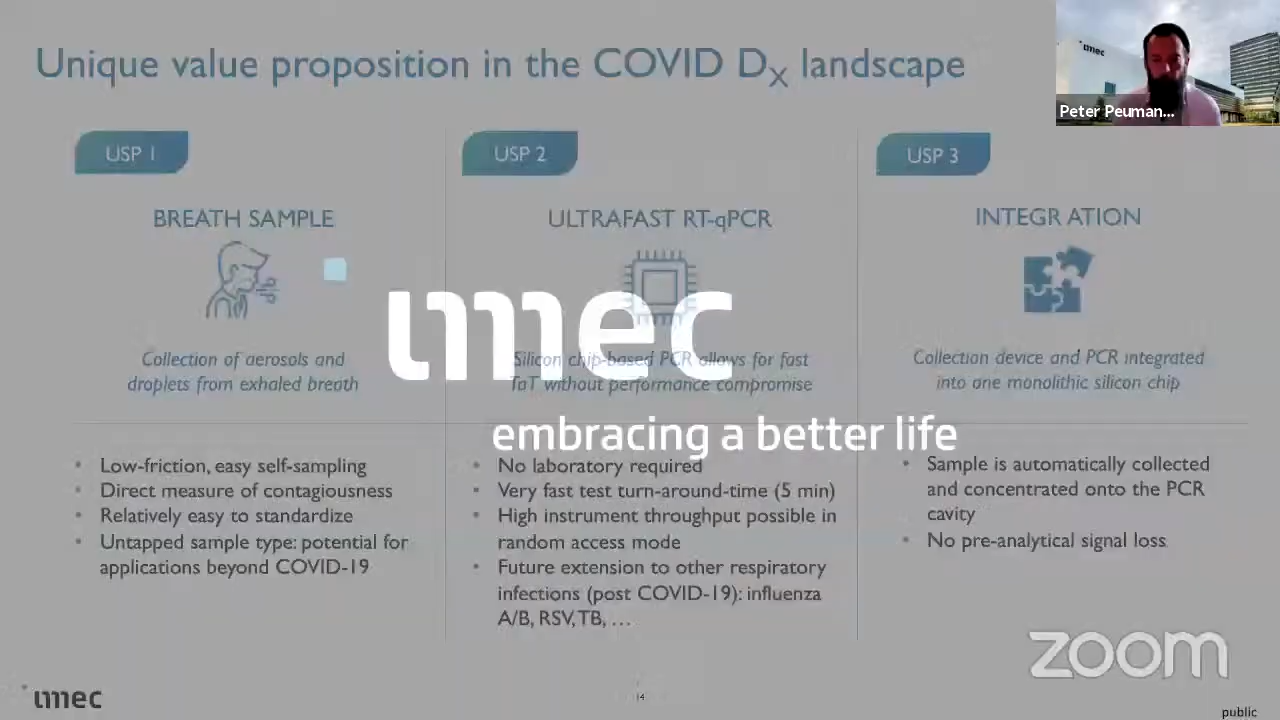 Unique value proposition in the COVID Dx landscape
imec
Peter Peuman...
USP 1
USP 2
USP 3
BREATH SAMPLE
ULTRAFAST RT-qPCR
INTEGRATION
imec
Collection of aerosols and
droplets from exhaled breath
Silicon chip-based PCR allows for fast
TaT without performance compromise
Collection device and PCR integrated
into one monolithic silicon chip
embracing a better life
• Low-friction, easy self-sampling
• Direct measure of contagiousness
• Relatively easy to standardize
• Untapped sample type: potential for
applications beyond COVID-19
• No laboratory required
• Very fast test turn-around-time (5 min)
• High instrument throughput possible in
random access mode
• Future extension to other respiratory
infections (post COVID-19): influenza
A/B, RSV, TB, ...
• Sample is automatically collected
and concentrated onto the PCR
cavity
• No pre-analytical signal loss
zoom
imec
14
public